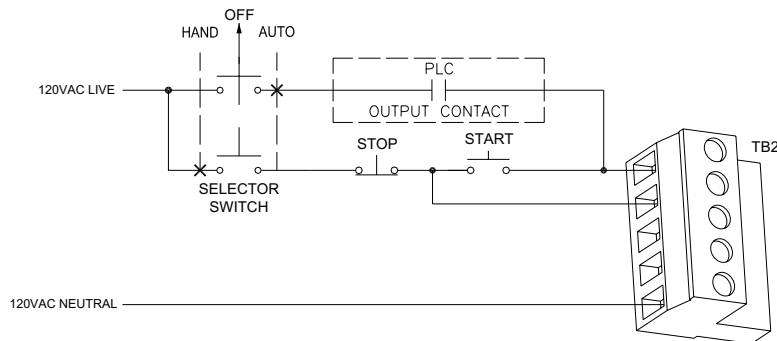 OFF
HAND
AUTO
120VAC LIVE
PLC
OUTPUT CONTACT
STOP
START
TB2
SELECTOR
SWITCH
120VAC NEUTRAL